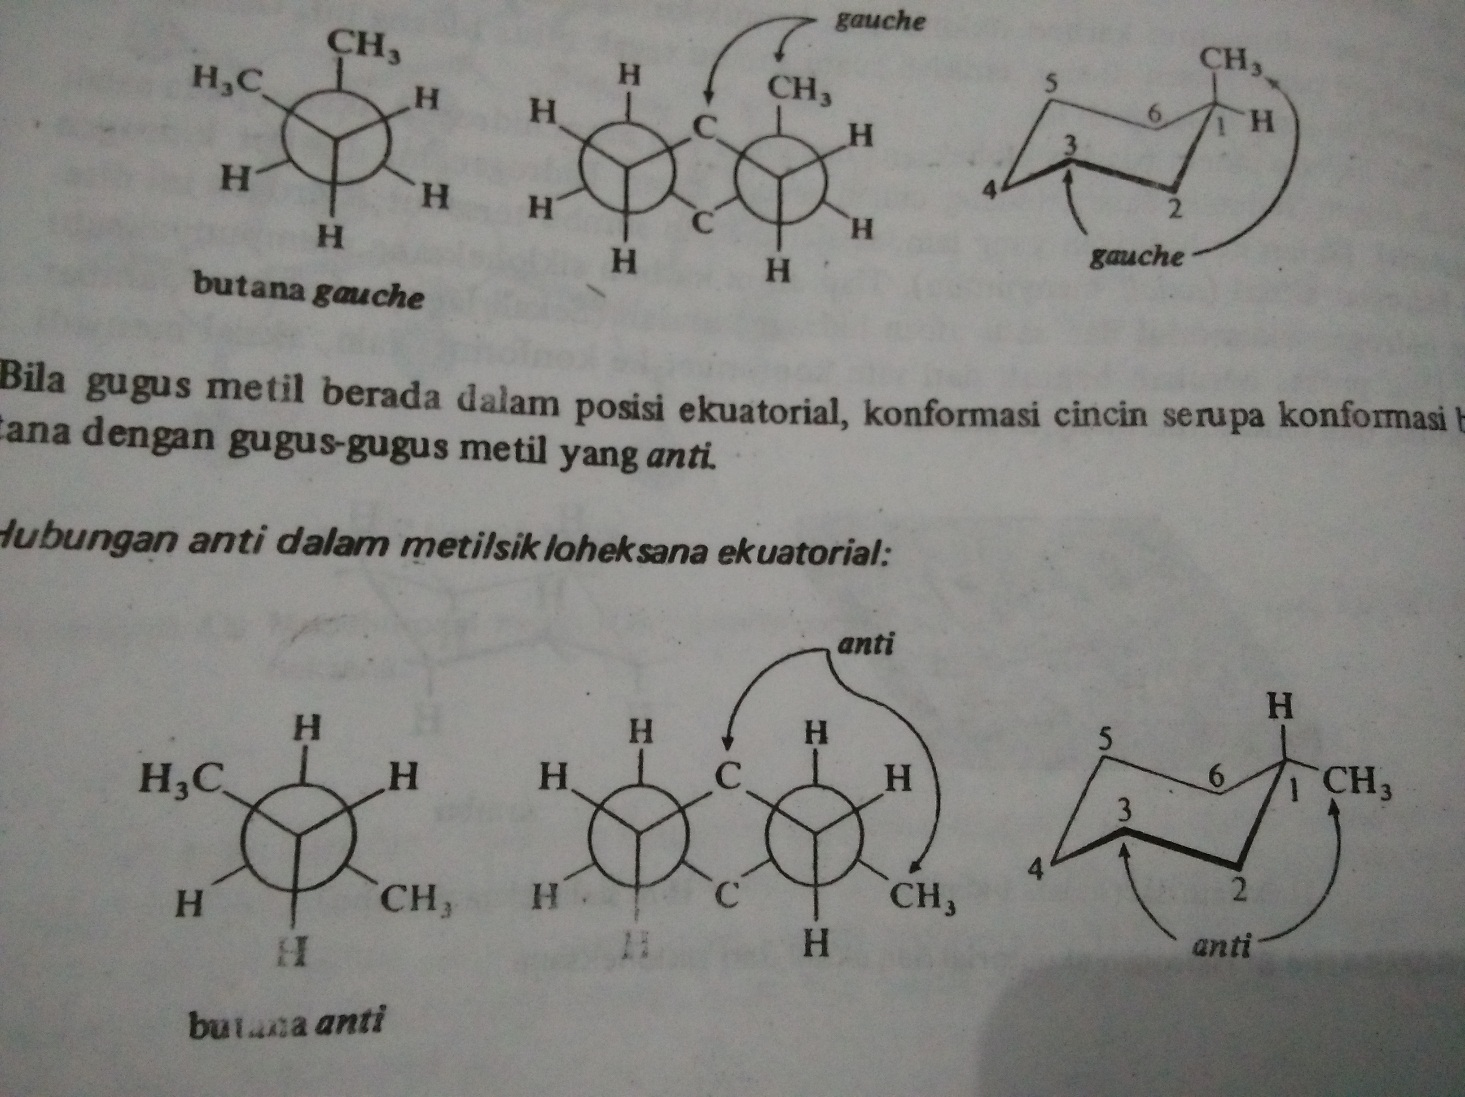 gauche
CH₃
H₃C
H
H
H
H
butana gauche
H
H
C
CH₃
H
H
C
H
H
H
5
6
CH₃
1
H
3
4
2
gauche
Bila gugus metil berada dalam posisi ekuatorial, konformasi cincin serupa konformasi b
tana dengan gugus-gugus metil yang anti.
Hubungan anti dalam metilsikloheksana ekuatorial:
anti
H
H₃C
H
H
CH₃
H
butana anti
H
H
C
H
H
H
C
CH₃
H
H
H
5
6
1
CH₃
3
4
2
anti